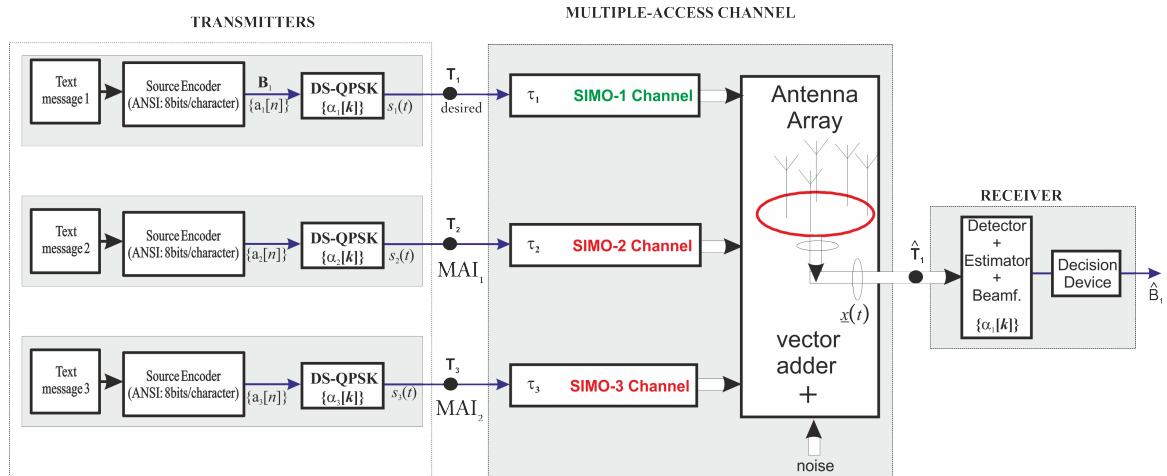 MULTIPLE-ACCESS CHANNEL
TRANSMITTERS
Text
message 1
Source Encoder
(ANSI: 8bits/character)
B₁
{a₁[n]}
DS-QPSK
{α₁[k]}
s₁(t)
T₁
desired
τ₁
SIMO-1 Channel
Text
message 2
Source Encoder
(ANSI: 8bits/character)
{a₂[n]}
DS-QPSK
{α₂[k]}
s₂(t)
T₂
MAI₁
τ₂
SIMO-2 Channel
Text
message 3
Source Encoder
(ANSI: 8bits/character)
{a₃[n]}
DS-QPSK
{α₃[k]}
s₃(t)
T₃
MAI₂
τ₃
SIMO-3 Channel
Antenna
Array
x(t)
vector
adder
+
noise
RECEIVER
T̂₁
Detector
+
Estimator
+
Beamf.
{α₁[k]}
Decision
Device
B̂₁